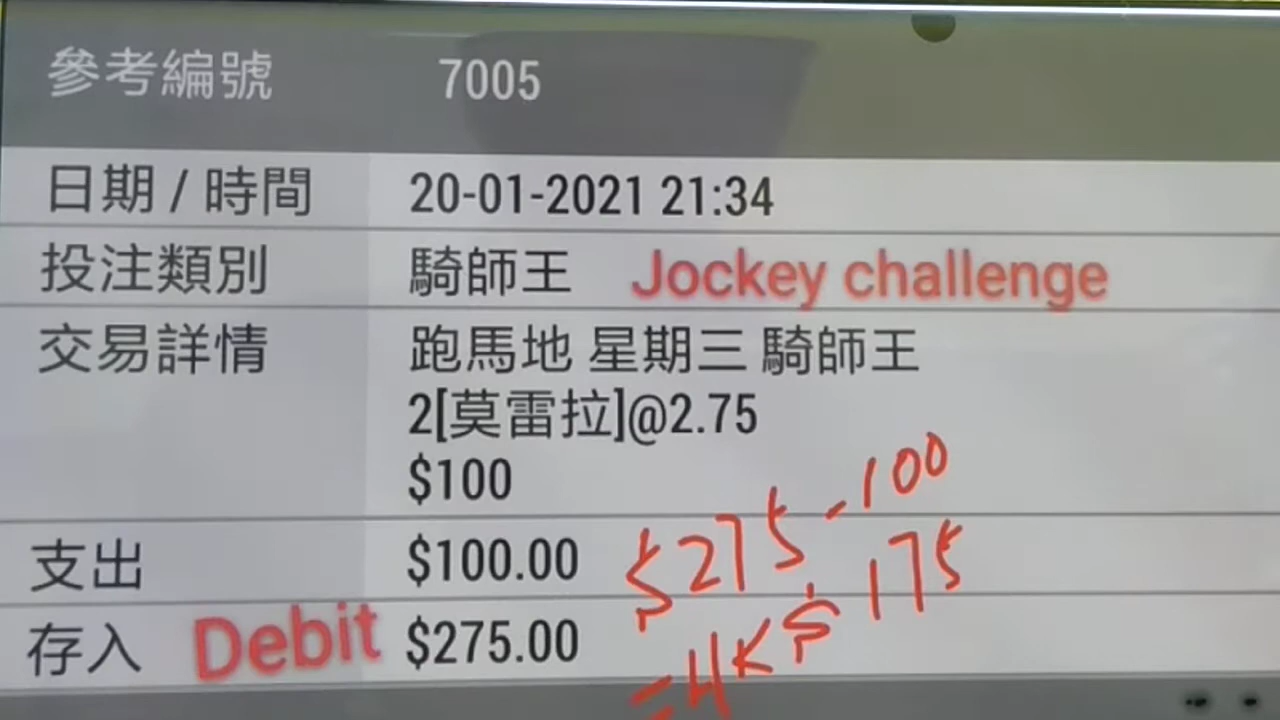 參考編號 7005
日期 / 時間 20-01-2021 21:34
投注類別 騎師王 Jockey challenge
交易詳情 跑馬地 星期三 騎師王
2[莫雷拉]@2.75
$100
支出 $100.00 $275-100
存入 Debit $275.00 =HK$175